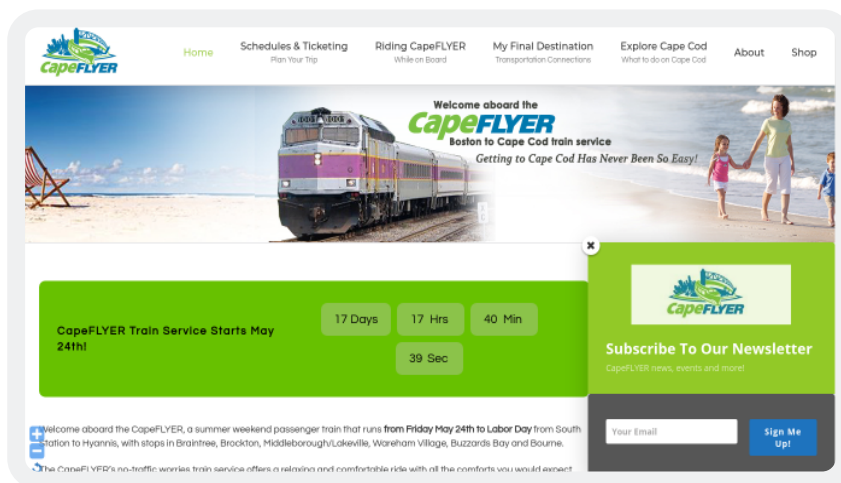 CapeFLYER
Home
Schedules & Ticketing
Plan Your Trip
Riding CapeFLYER
While on Board
My Final Destination
Transportation Connections
Explore Cape Cod
What to do on Cape Cod
About
Shop
Welcome aboard the
CapeFLYER
Boston to Cape Cod train service
Getting to Cape Cod Has Never Been So Easy!
CapeFLYER Train Service Starts May
24th!
17 Days
17 Hrs
40 Min
39 Sec
CapeFLYER
Subscribe To Our Newsletter
CapeFLYER news, events and more!
Your Email
Sign Me
Up!
Welcome aboard the CapeFLYER, a summer weekend passenger train that runs from Friday May 24th to Labor Day from South
Station to Hyannis, with stops in Braintree, Brockton, Middleborough/Lakeville, Wareham Village, Buzzards Bay and Bourne.
The CapeFLYER's no-traffic worries train service offers a relaxing and comfortable ride with all the comforts you would expect